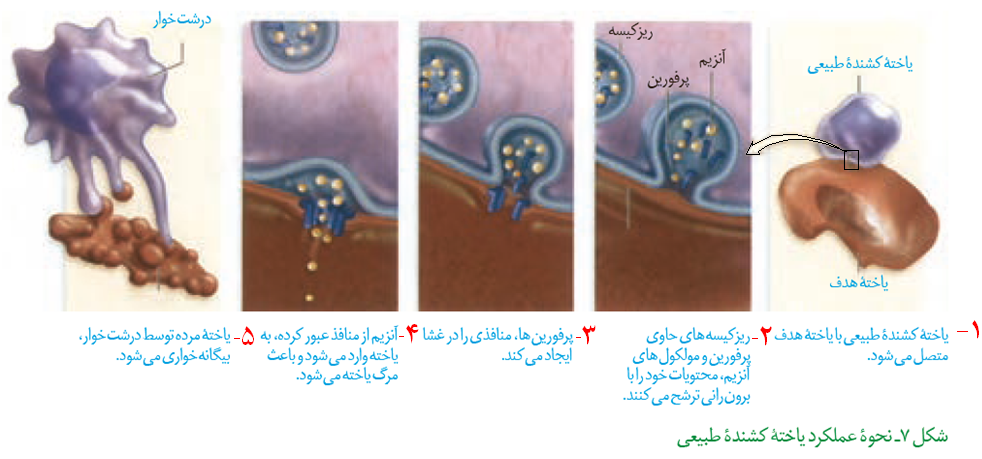 یاختهٔ کشندهٔ طبیعی
یاختهٔ هدف
ریزکیسه
آنزیم
پرفورین
درشت‌خوار
۱- یاختهٔ کشندهٔ طبیعی با یاختهٔ هدف
متصل می‌شود.
۲- ریزکیسه‌های حاوی
پرفورین و مولکول‌های
آنزیم، محتویات خود را با
برون‌رانی ترشح می‌کنند.
۳- پرفورین‌ها، منافذی را در غشا
ایجاد می‌کند.
۴- آنزیم از منافذ عبور کرده، به
یاخته وارد می‌شود و باعث
مرگ یاخته می‌شود.
۵- یاختهٔ مرده توسط درشت‌خوار،
بیگانه‌خواری می‌شود.
شکل ۷ـ نحوهٔ عملکرد یاختهٔ کشندهٔ طبیعی